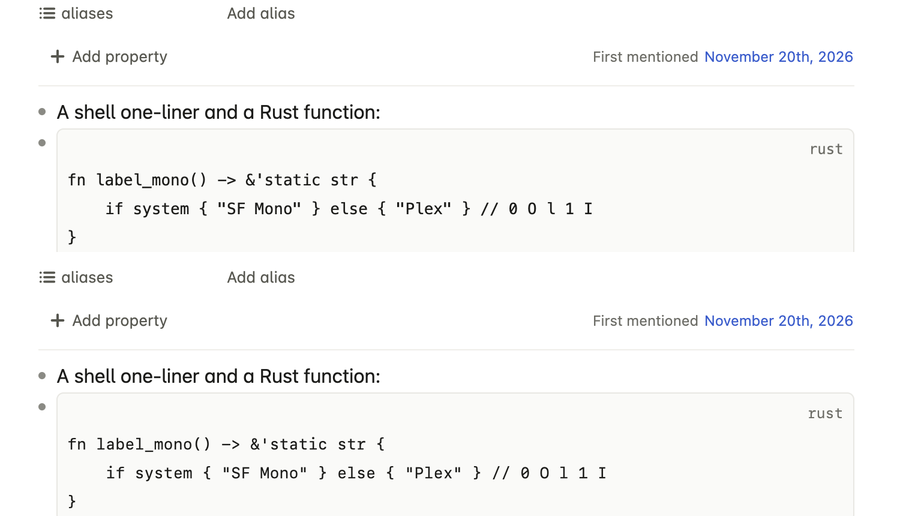 aliases Add alias
Add property First mentioned November 20th, 2026
A shell one-liner and a Rust function:
rust
fn label_mono() -> &'static str {
    if system { "SF Mono" } else { "Plex" } // 0 O l 1 I
}
aliases Add alias
Add property First mentioned November 20th, 2026
A shell one-liner and a Rust function:
rust
fn label_mono() -> &'static str {
    if system { "SF Mono" } else { "Plex" } // 0 O l 1 I
}